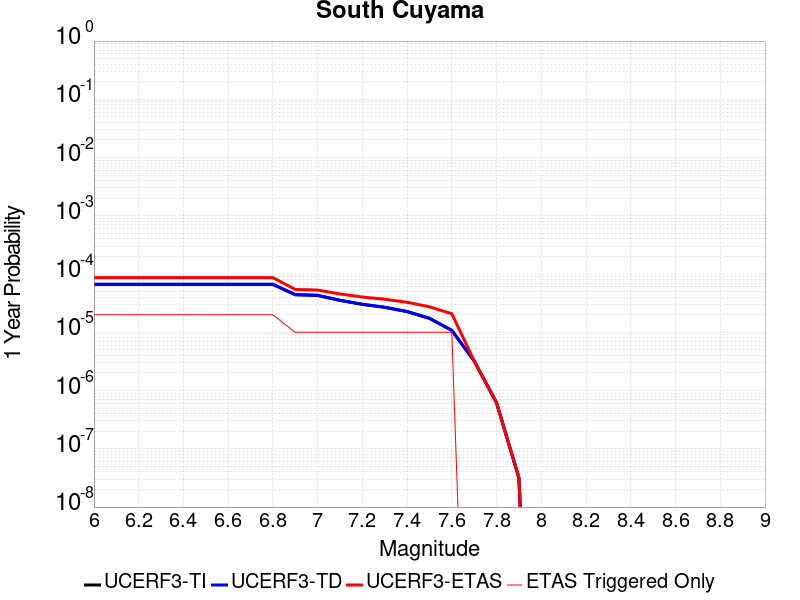 South Cuyama
10^0
10^-1
10^-2
10^-3
10^-4
10^-5
10^-6
10^-7
10^-8
1 Year Probability
6 6.2 6.4 6.6 6.8 7 7.2 7.4 7.6 7.8 8 8.2 8.4 8.6 8.8 9
Magnitude
UCERF3-TI UCERF3-TD UCERF3-ETAS ETAS Triggered Only